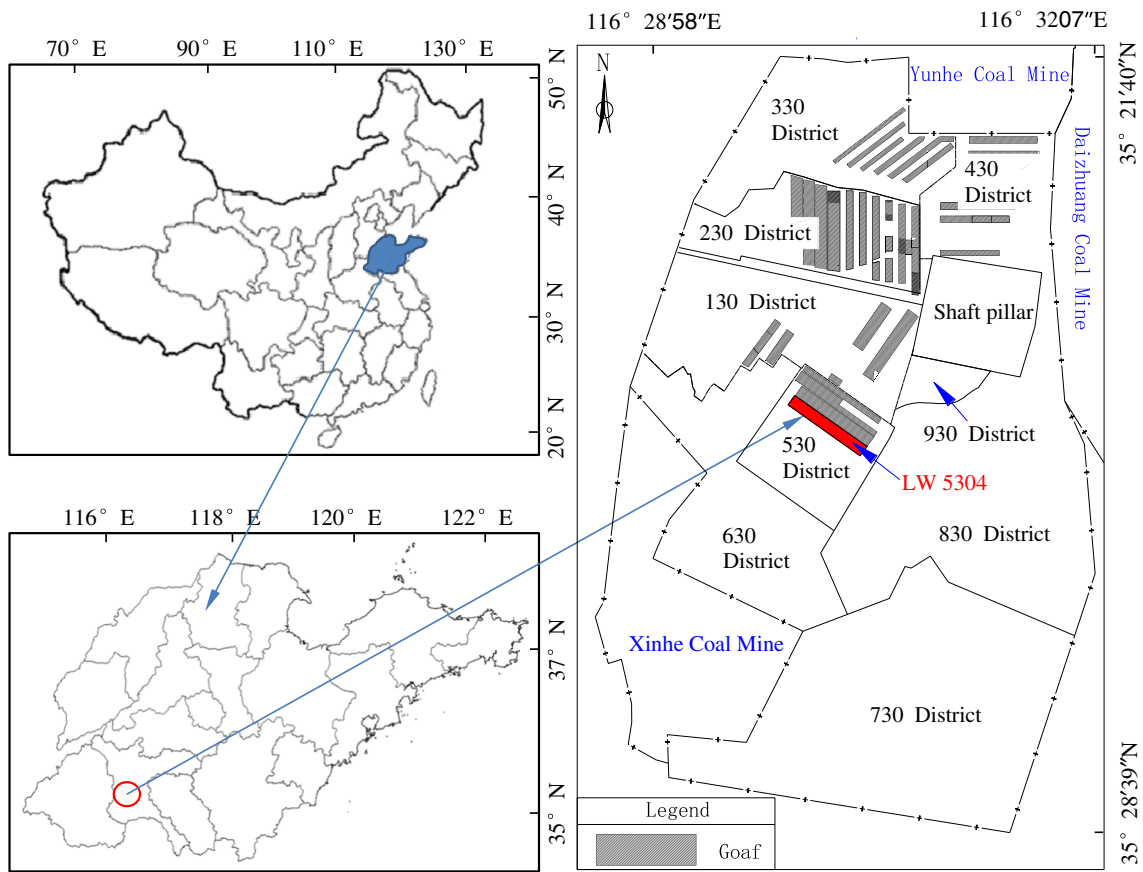 70° E
90° E
110° E
130° E
50° N
40° N
30° N
20° N
116° E
118° E
120° E
122° E
37° N
35° N
116° 28′58″E
116° 3207″E
35° 21′40″N
35° 28′39″N
N
Yunhe Coal Mine
Daizhuang Coal Mine
330
District
430
District
230 District
130 District
Shaft pillar
930 District
530
District
LW 5304
630
District
830 District
Xinhe Coal Mine
730 District
Legend
Goaf